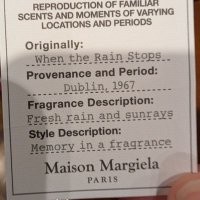 REPRODUCTION OF FAMILIAR
SCENTS AND MOMENTS OF VARYING
LOCATIONS AND PERIODS
Originally:
When the Rain Stops
Provenance and Period:
Dublin, 1967
Fragrance Description:
Fresh rain and sunrays
Style Description:
Memory in a fragrance
Maison Margiela
PARIS